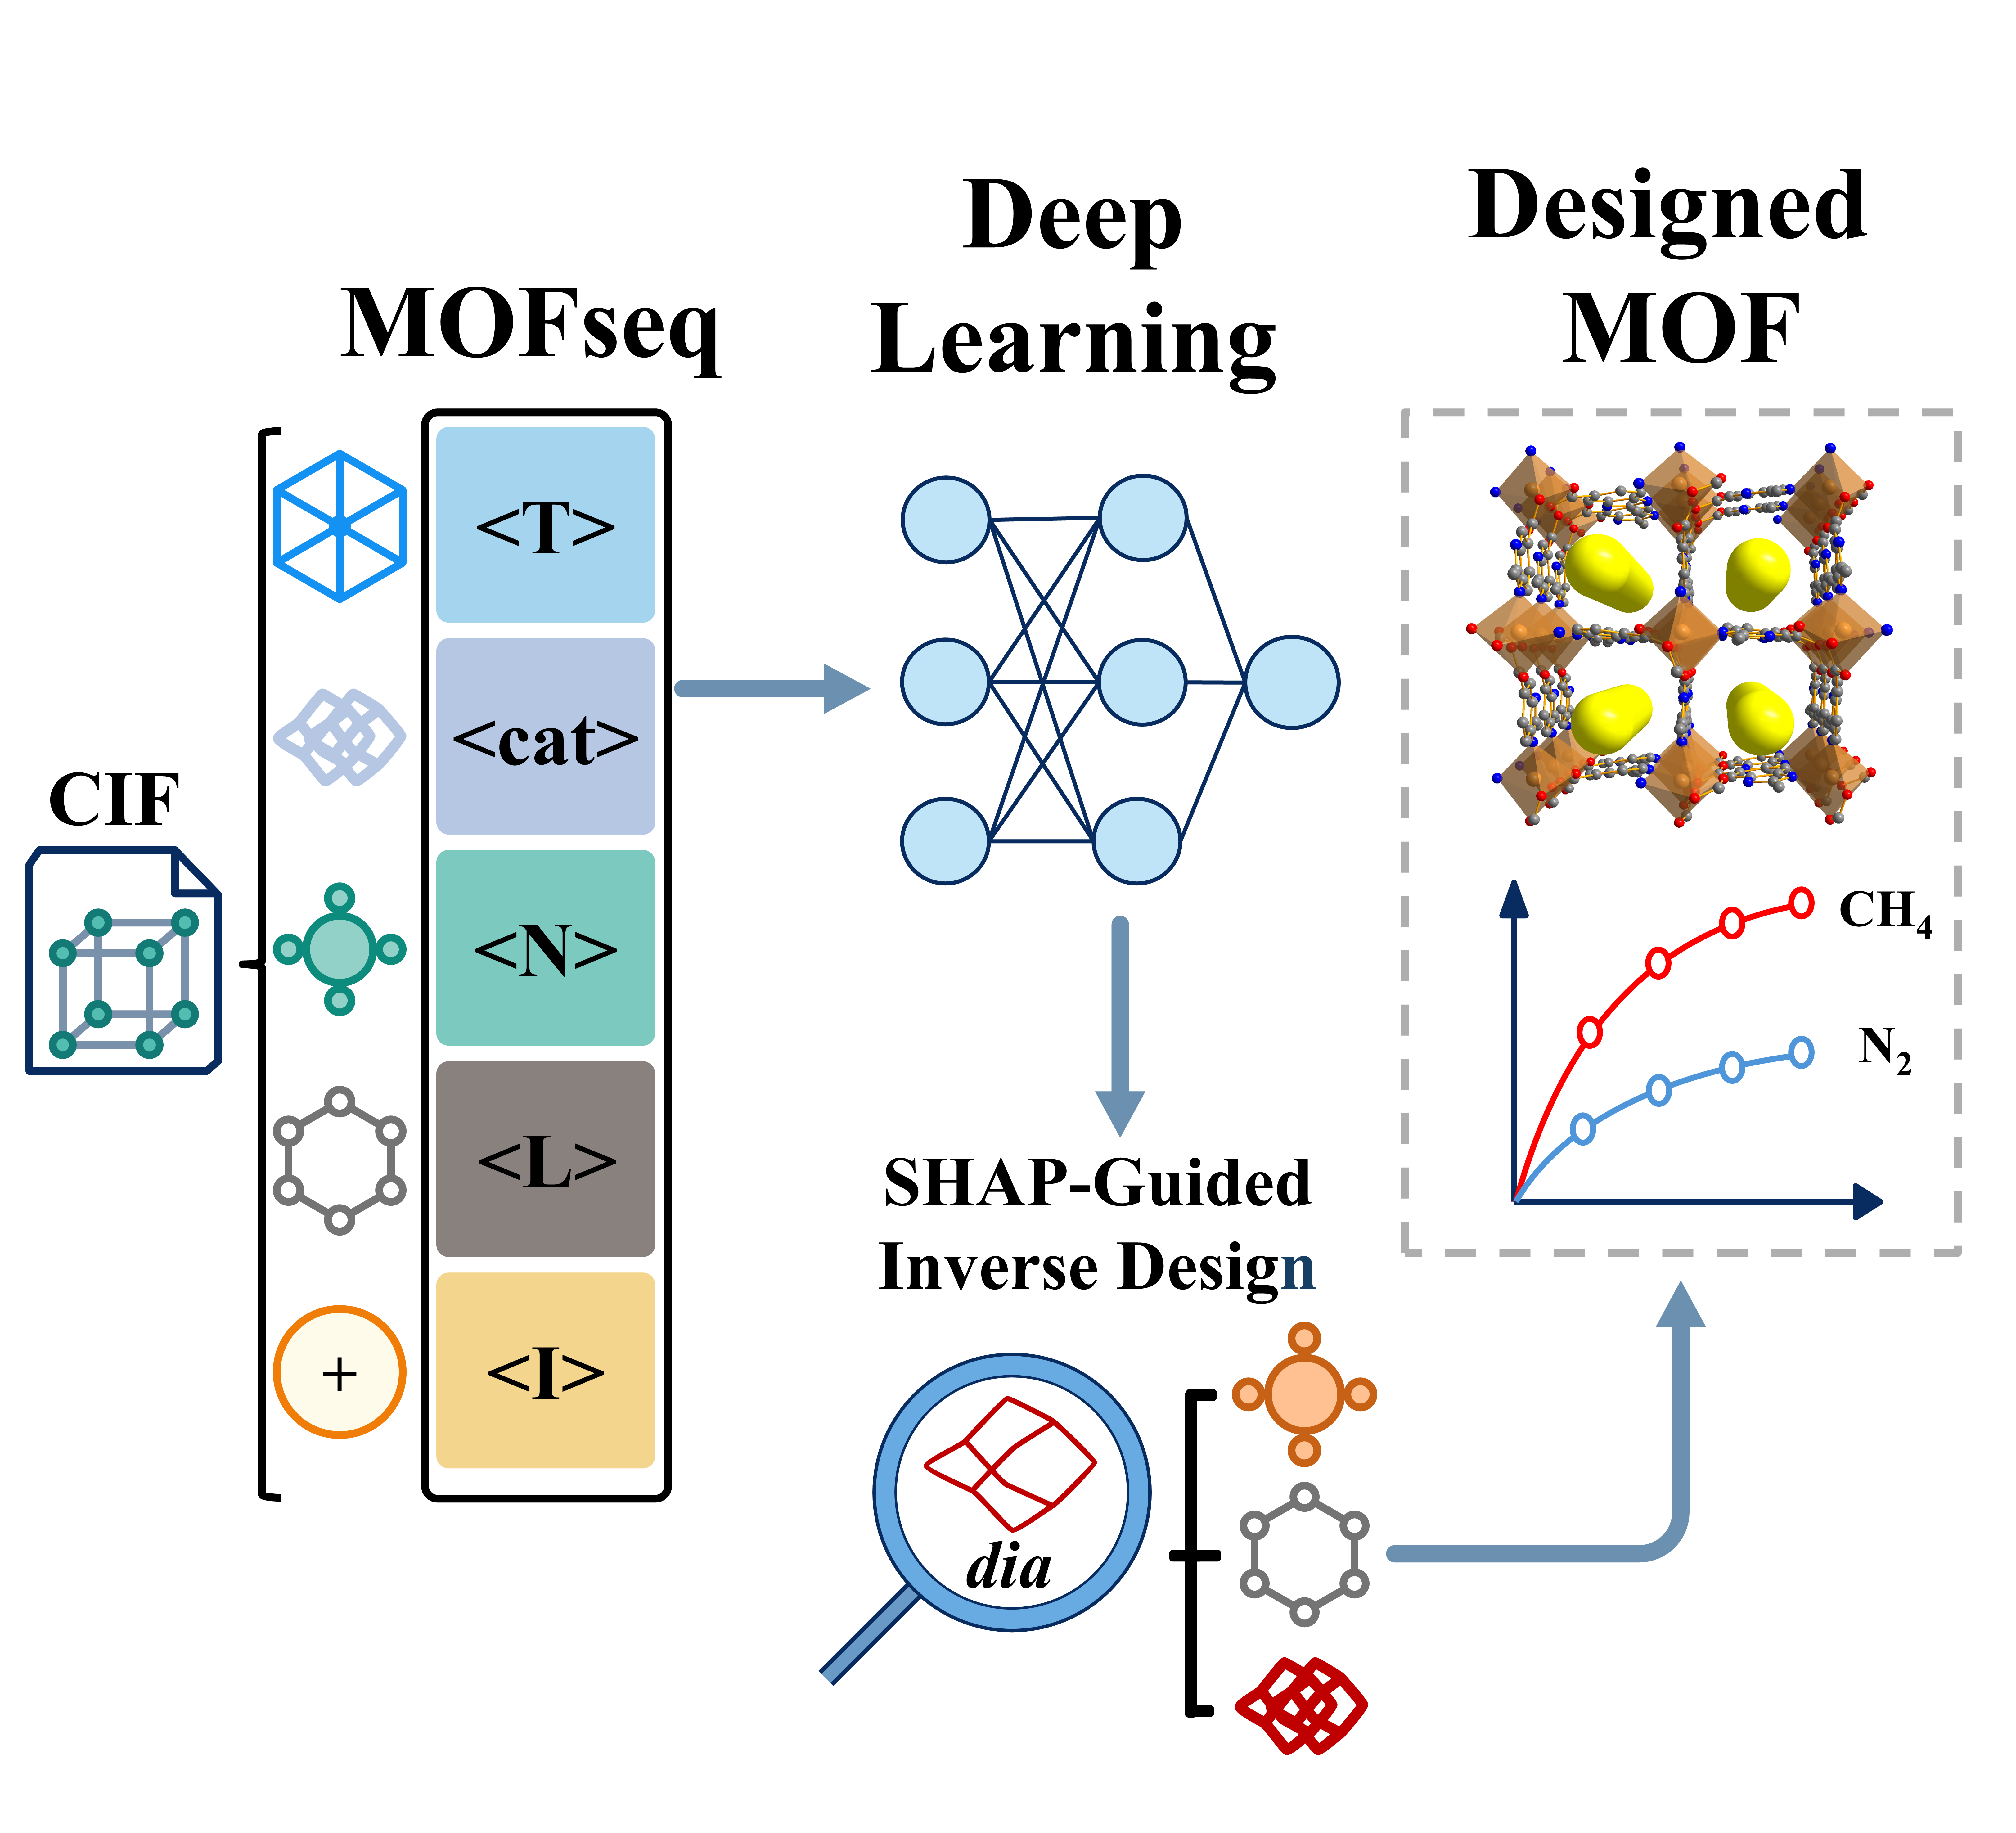 CIF
MOFseq
<T>
<cat>
<N>
<L>
+
<I>
Deep
Learning
SHAP-Guided
Inverse Design
dia
Designed
MOF
CH₄
N₂